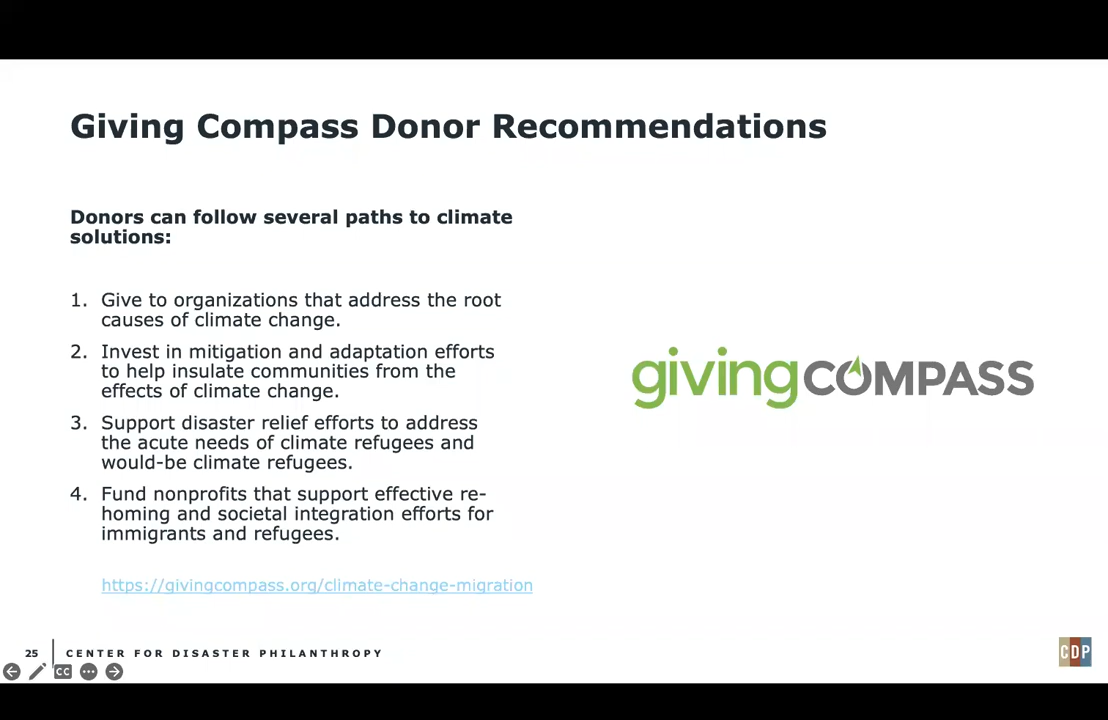 Giving Compass Donor Recommendations
Donors can follow several paths to climate
solutions:
1. Give to organizations that address the root
causes of climate change.
2. Invest in mitigation and adaptation efforts
to help insulate communities from the
effects of climate change.
3. Support disaster relief efforts to address
the acute needs of climate refugees and
would-be climate refugees.
4. Fund nonprofits that support effective re-
homing and societal integration efforts for
immigrants and refugees.
https://givingcompass.org/climate-change-migration
givingCOMPASS
25 CENTER FOR DISASTER PHILANTHROPY
CDP
CC